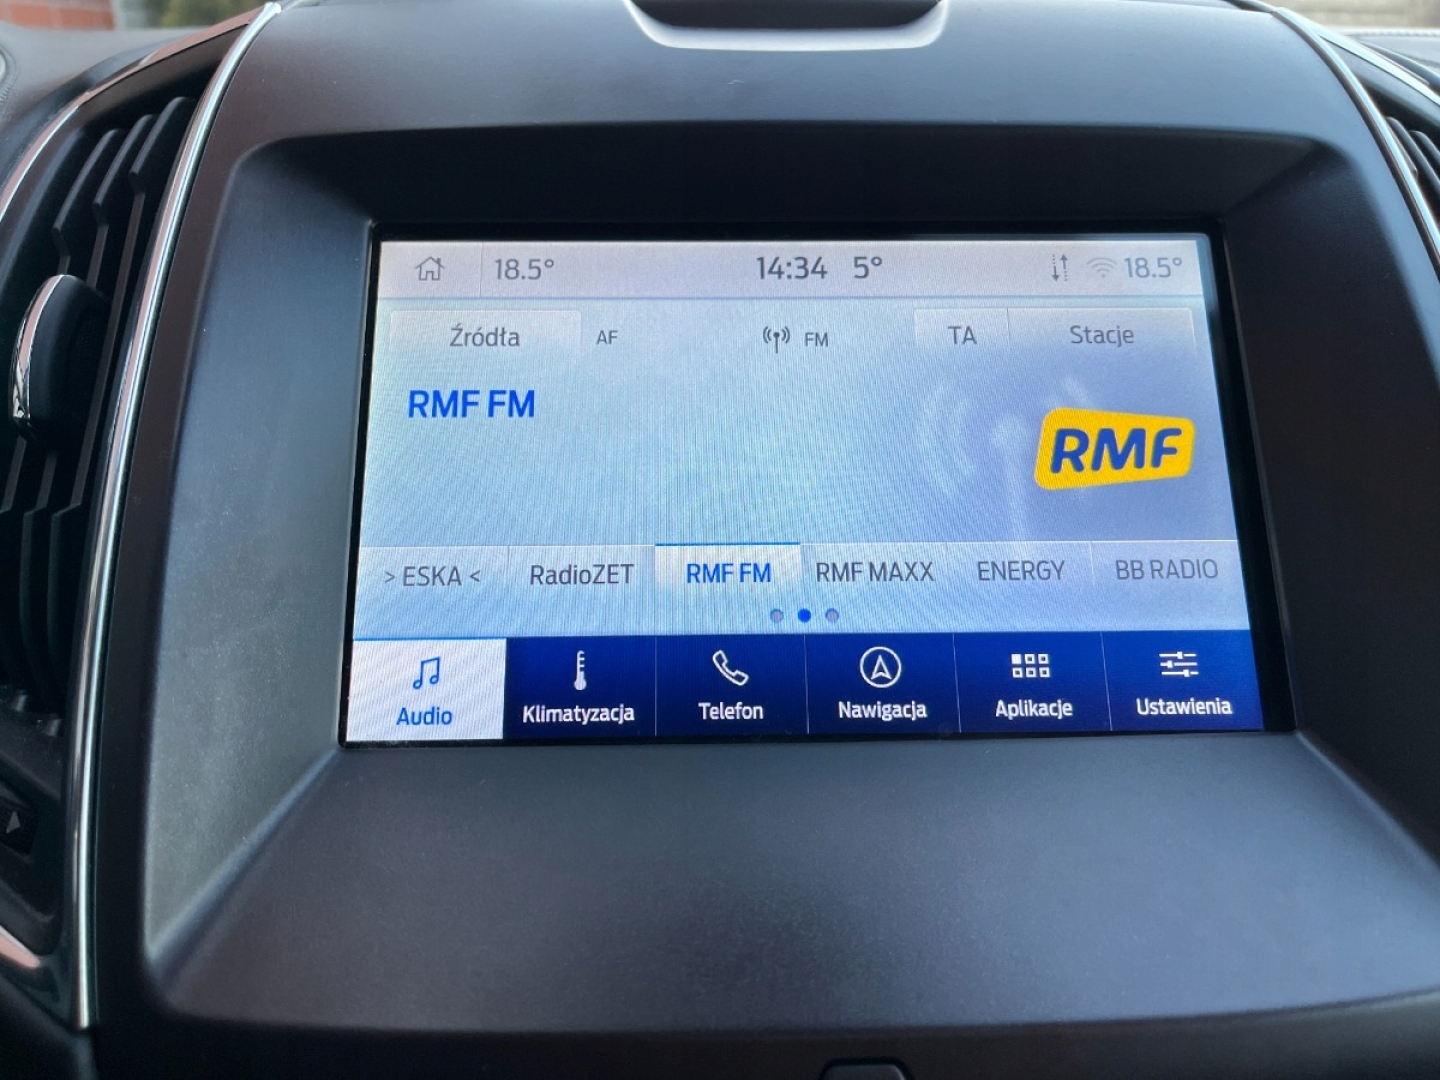 18.5° 14:34 5° 18.5°
Źródła AF FM TA Stacje
RMF FM
RMF
> ESKA < RadioZET RMF FM RMF MAXX ENERGY BB RADIO
Audio Klimatyzacja Telefon Nawigacja Aplikacje Ustawienia